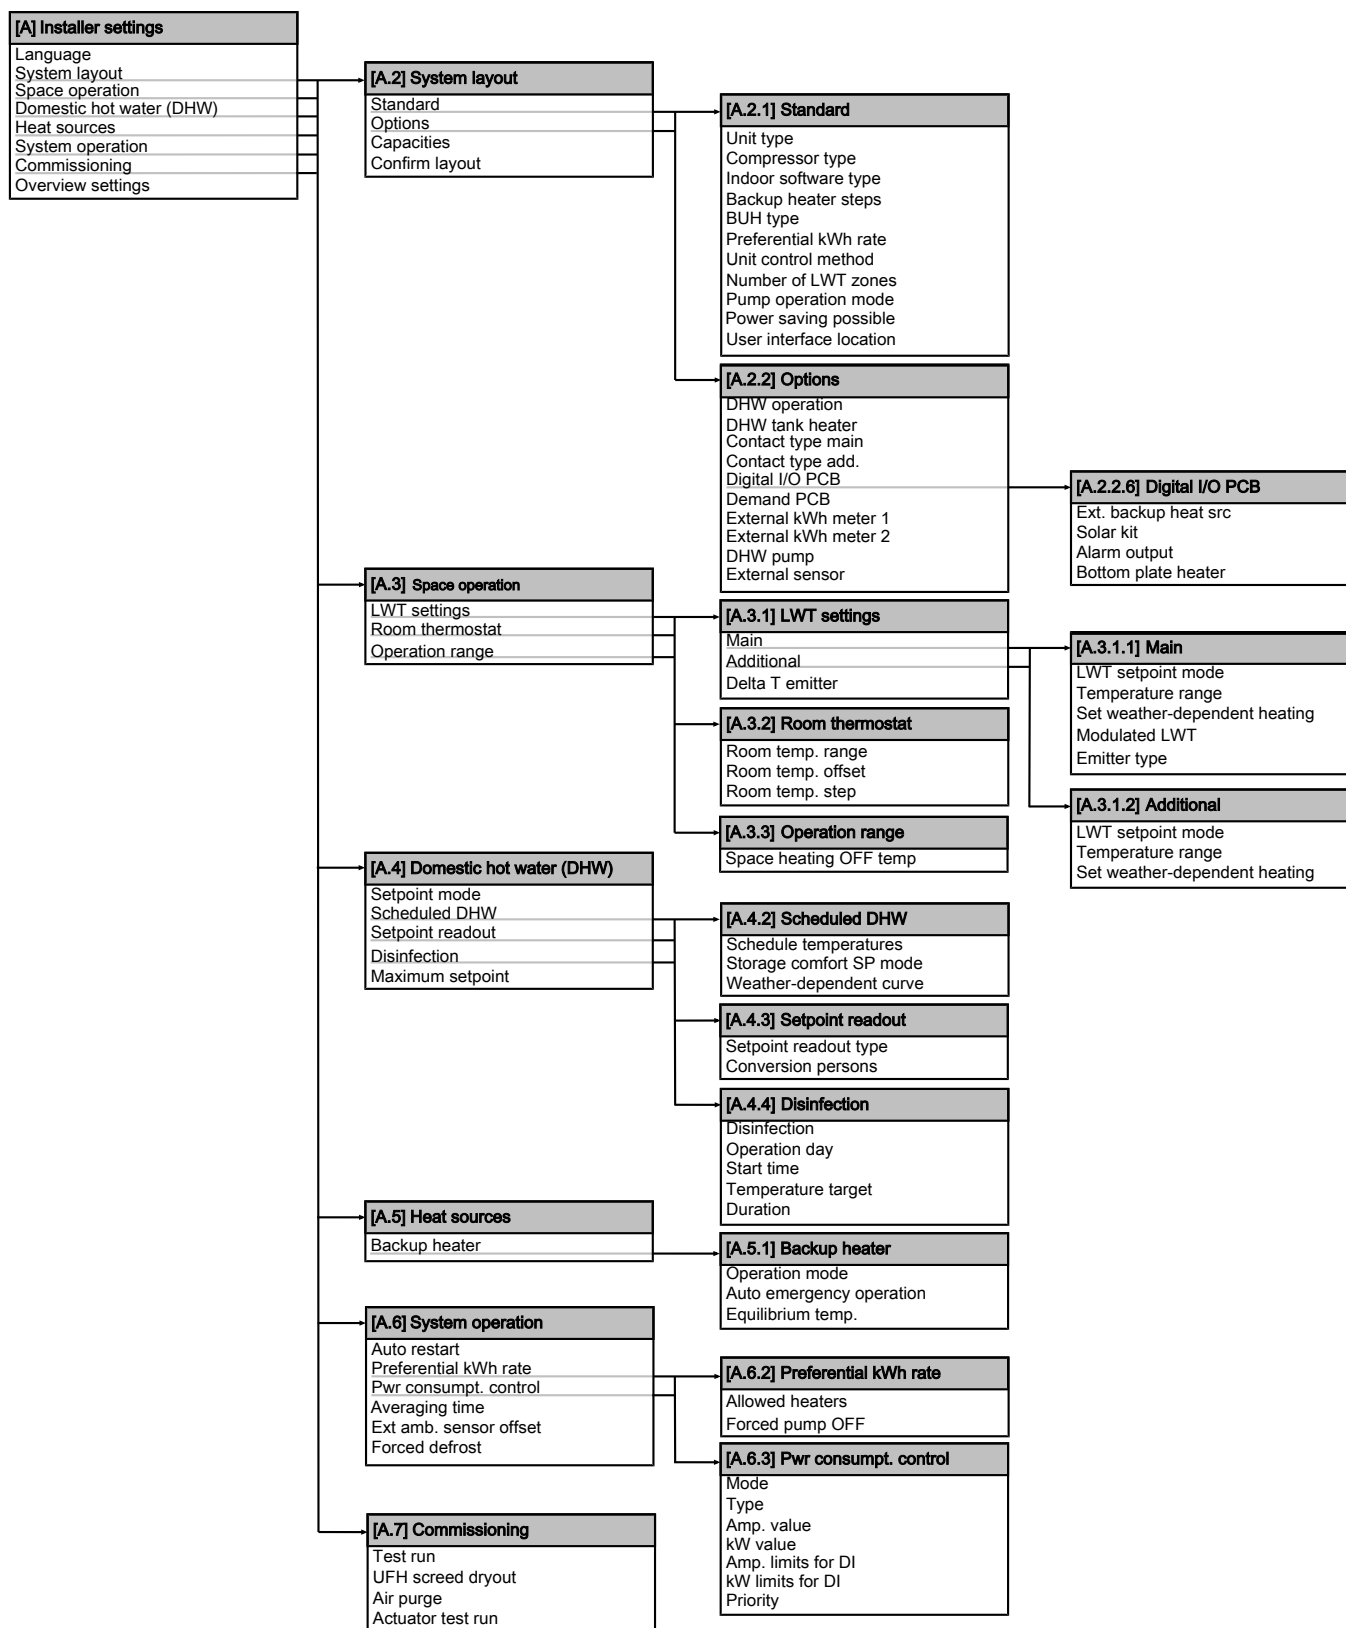 [A] Installer settings
Language
System layout
Space operation
Domestic hot water (DHW)
Heat sources
System operation
Commissioning
Overview settings
[A.2] System layout
Standard
Options
Capacities
Confirm layout
[A.2.1] Standard
Unit type
Compressor type
Indoor software type
Backup heater steps
BUH type
Preferential kWh rate
Unit control method
Number of LWT zones
Pump operation mode
Power saving possible
User interface location
[A.2.2] Options
DHW operation
DHW tank heater
Contact type main
Contact type add.
Digital I/O PCB
Demand PCB
External kWh meter 1
External kWh meter 2
DHW pump
External sensor
[A.2.2.6] Digital I/O PCB
Ext. backup heat src
Solar kit
Alarm output
Bottom plate heater
[A.3] Space operation
LWT settings
Room thermostat
Operation range
[A.3.1] LWT settings
Main
Additional
Delta T emitter
[A.3.1.1] Main
LWT setpoint mode
Temperature range
Set weather-dependent heating
Modulated LWT
Emitter type
[A.3.1.2] Additional
LWT setpoint mode
Temperature range
Set weather-dependent heating
[A.3.2] Room thermostat
Room temp. range
Room temp. offset
Room temp. step
[A.3.3] Operation range
Space heating OFF temp
[A.4] Domestic hot water (DHW)
Setpoint mode
Scheduled DHW
Setpoint readout
Disinfection
Maximum setpoint
[A.4.2] Scheduled DHW
Schedule temperatures
Storage comfort SP mode
Weather-dependent curve
[A.4.3] Setpoint readout
Setpoint readout type
Conversion persons
[A.4.4] Disinfection
Disinfection
Operation day
Start time
Temperature target
Duration
[A.5] Heat sources
Backup heater
[A.5.1] Backup heater
Operation mode
Auto emergency operation
Equilibrium temp.
[A.6] System operation
Auto restart
Preferential kWh rate
Pwr consumpt. control
Averaging time
Ext amb. sensor offset
Forced defrost
[A.6.2] Preferential kWh rate
Allowed heaters
Forced pump OFF
[A.6.3] Pwr consumpt. control
Mode
Type
Amp. value
kW value
Amp. limits for DI
kW limits for DI
Priority
[A.7] Commissioning
Test run
UFH screed dryout
Air purge
Actuator test run